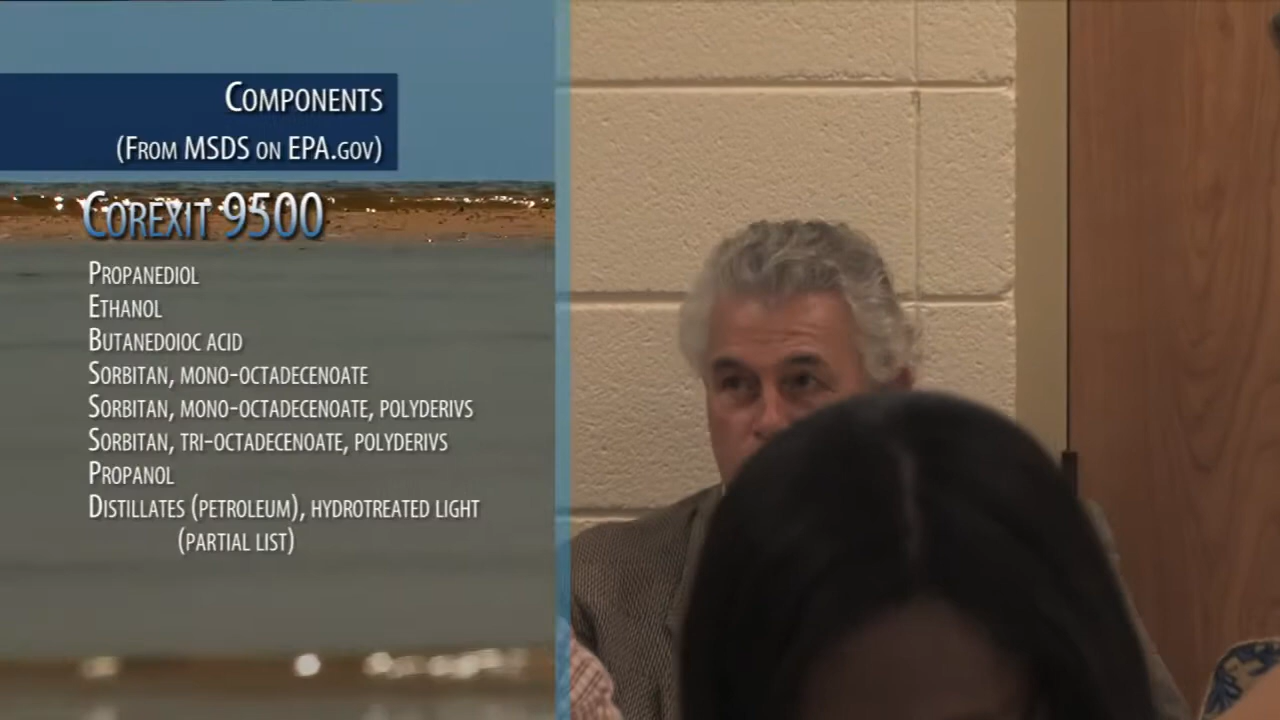 Components
(From MSDS on EPA.gov)
Corexit 9500
Propanediol
Ethanol
Butanedoioc acid
Sorbitan, mono-octadecenoate
Sorbitan, mono-octadecenoate, polyderivs
Sorbitan, tri-octadecenoate, polyderivs
Propanol
Distillates (petroleum), hydrotreated light
(partial list)